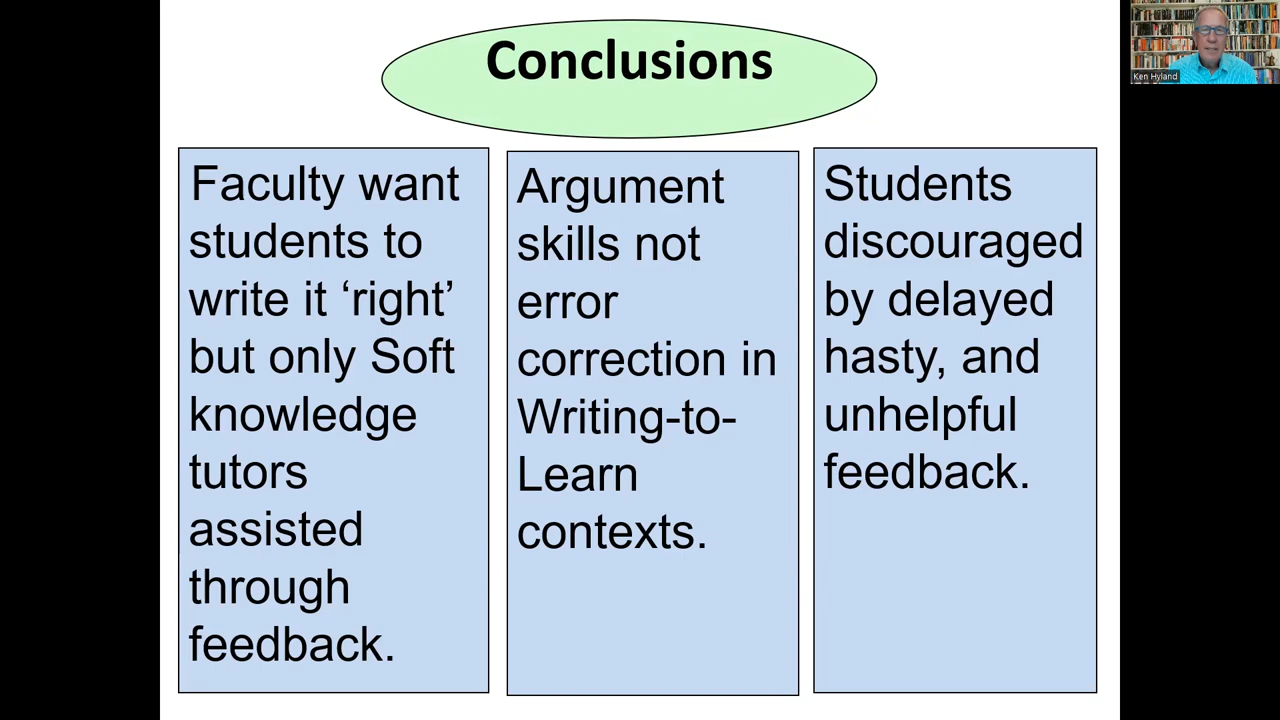 Conclusions
Faculty want
students to
write it ‘right’
but only Soft
knowledge
tutors
assisted
through
feedback.
Argument
skills not
error
correction in
Writing-to-
Learn
contexts.
Students
discouraged
by delayed
hasty, and
unhelpful
feedback.
Ken Hyland